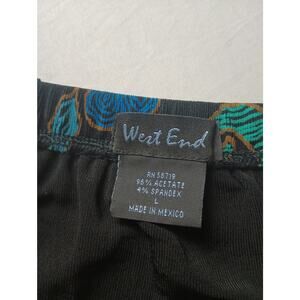 West End
RN 58719
96% ACETATE
4% SPANDEX
L
MADE IN MEXICO